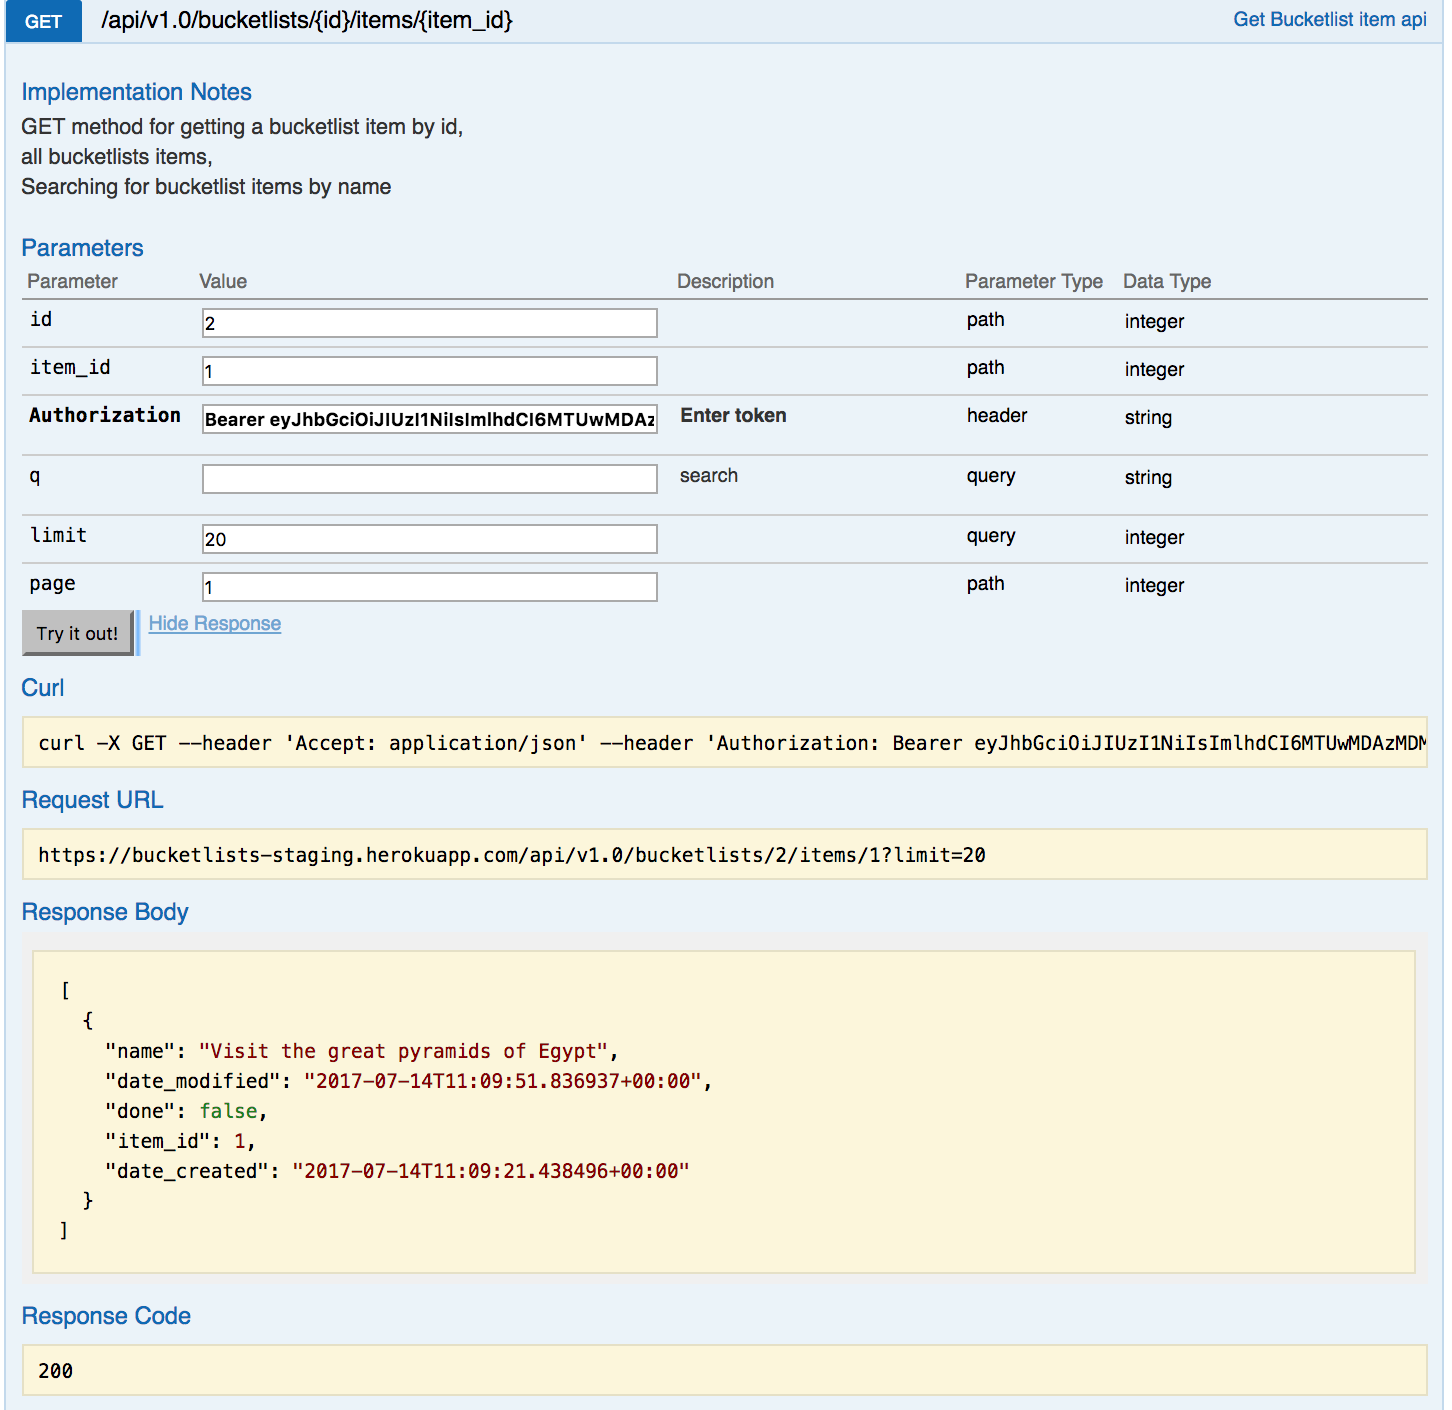 GET /api/v1.0/bucketlists/{id}/items/{item_id} Get Bucketlist item api
Implementation Notes
GET method for getting a bucketlist item by id,
all bucketlists items,
Searching for bucketlist items by name
Parameters
Parameter Value Description Parameter Type Data Type
id 2 path integer
item_id 1 path integer
Authorization Bearer eyJhbGciOiJIUzI1NiIsImlhdCI6MTUwMDAz Enter token header string
q search query string
limit 20 query integer
page 1 path integer
Try it out! Hide Response
Curl
curl -X GET --header 'Accept: application/json' --header 'Authorization: Bearer eyJhbGciOiJIUzI1NiIsImlhdCI6MTUwMDAzMDM
Request URL
https://bucketlists-staging.herokuapp.com/api/v1.0/bucketlists/2/items/1?limit=20
Response Body
[
{
"name": "Visit the great pyramids of Egypt",
"date_modified": "2017-07-14T11:09:51.836937+00:00",
"done": false,
"item_id": 1,
"date_created": "2017-07-14T11:09:21.438496+00:00"
}
]
Response Code
200